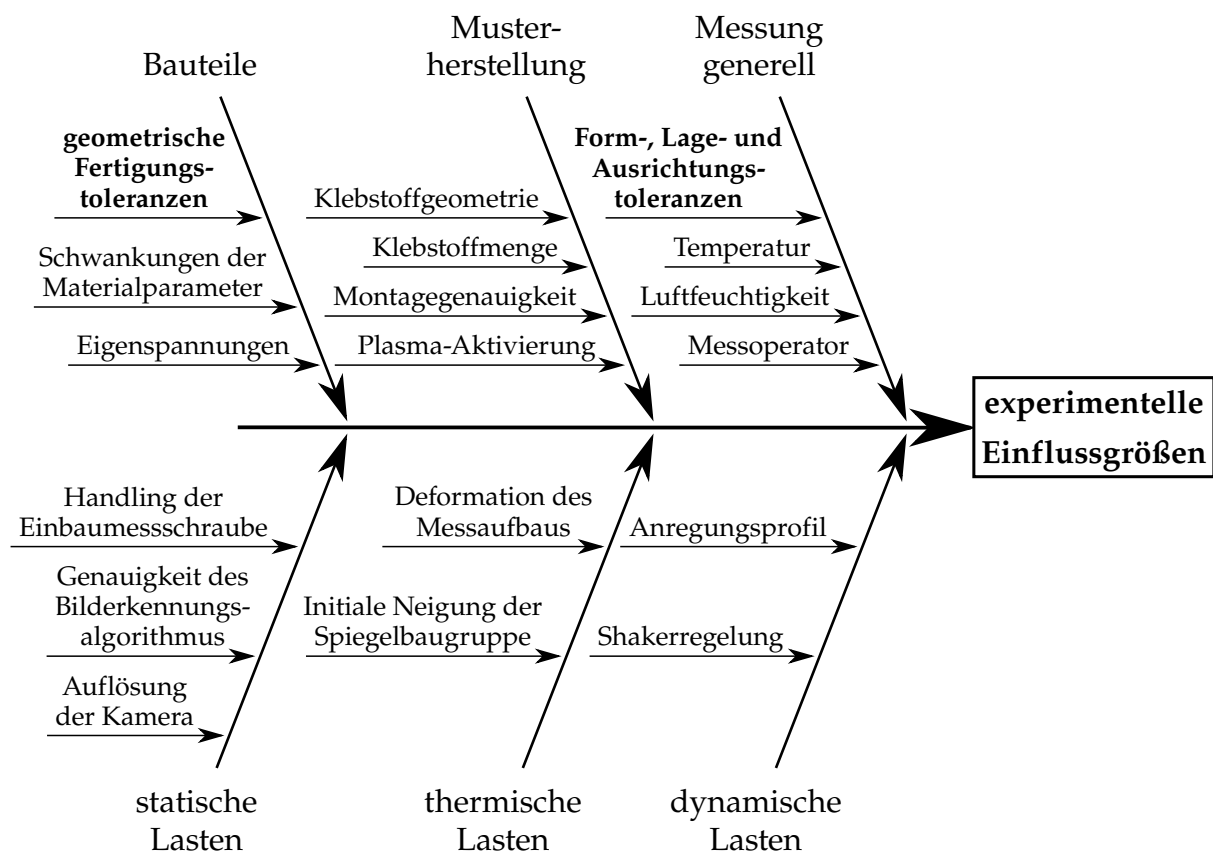 Bauteile
Muster-
herstellung
Messung
generell
geometrische
Fertigungs-
toleranzen
Schwankungen der
Materialparameter
Eigenspannungen
Klebstoffgeometrie
Klebstoffmenge
Montagegenauigkeit
Plasma-Aktivierung
Form-, Lage- und
Ausrichtungs-
toleranzen
Temperatur
Luftfeuchtigkeit
Messoperator
experimentelle
Einflussgrößen
Handling der
Einbaumessschraube
Genauigkeit des
Bilderkennungs-
algorithmus
Auflösung
der Kamera
Deformation des
Messaufbaus
Initiale Neigung der
Spiegelbaugruppe
Anregungsprofil
Shakerregelung
statische
Lasten
thermische
Lasten
dynamische
Lasten